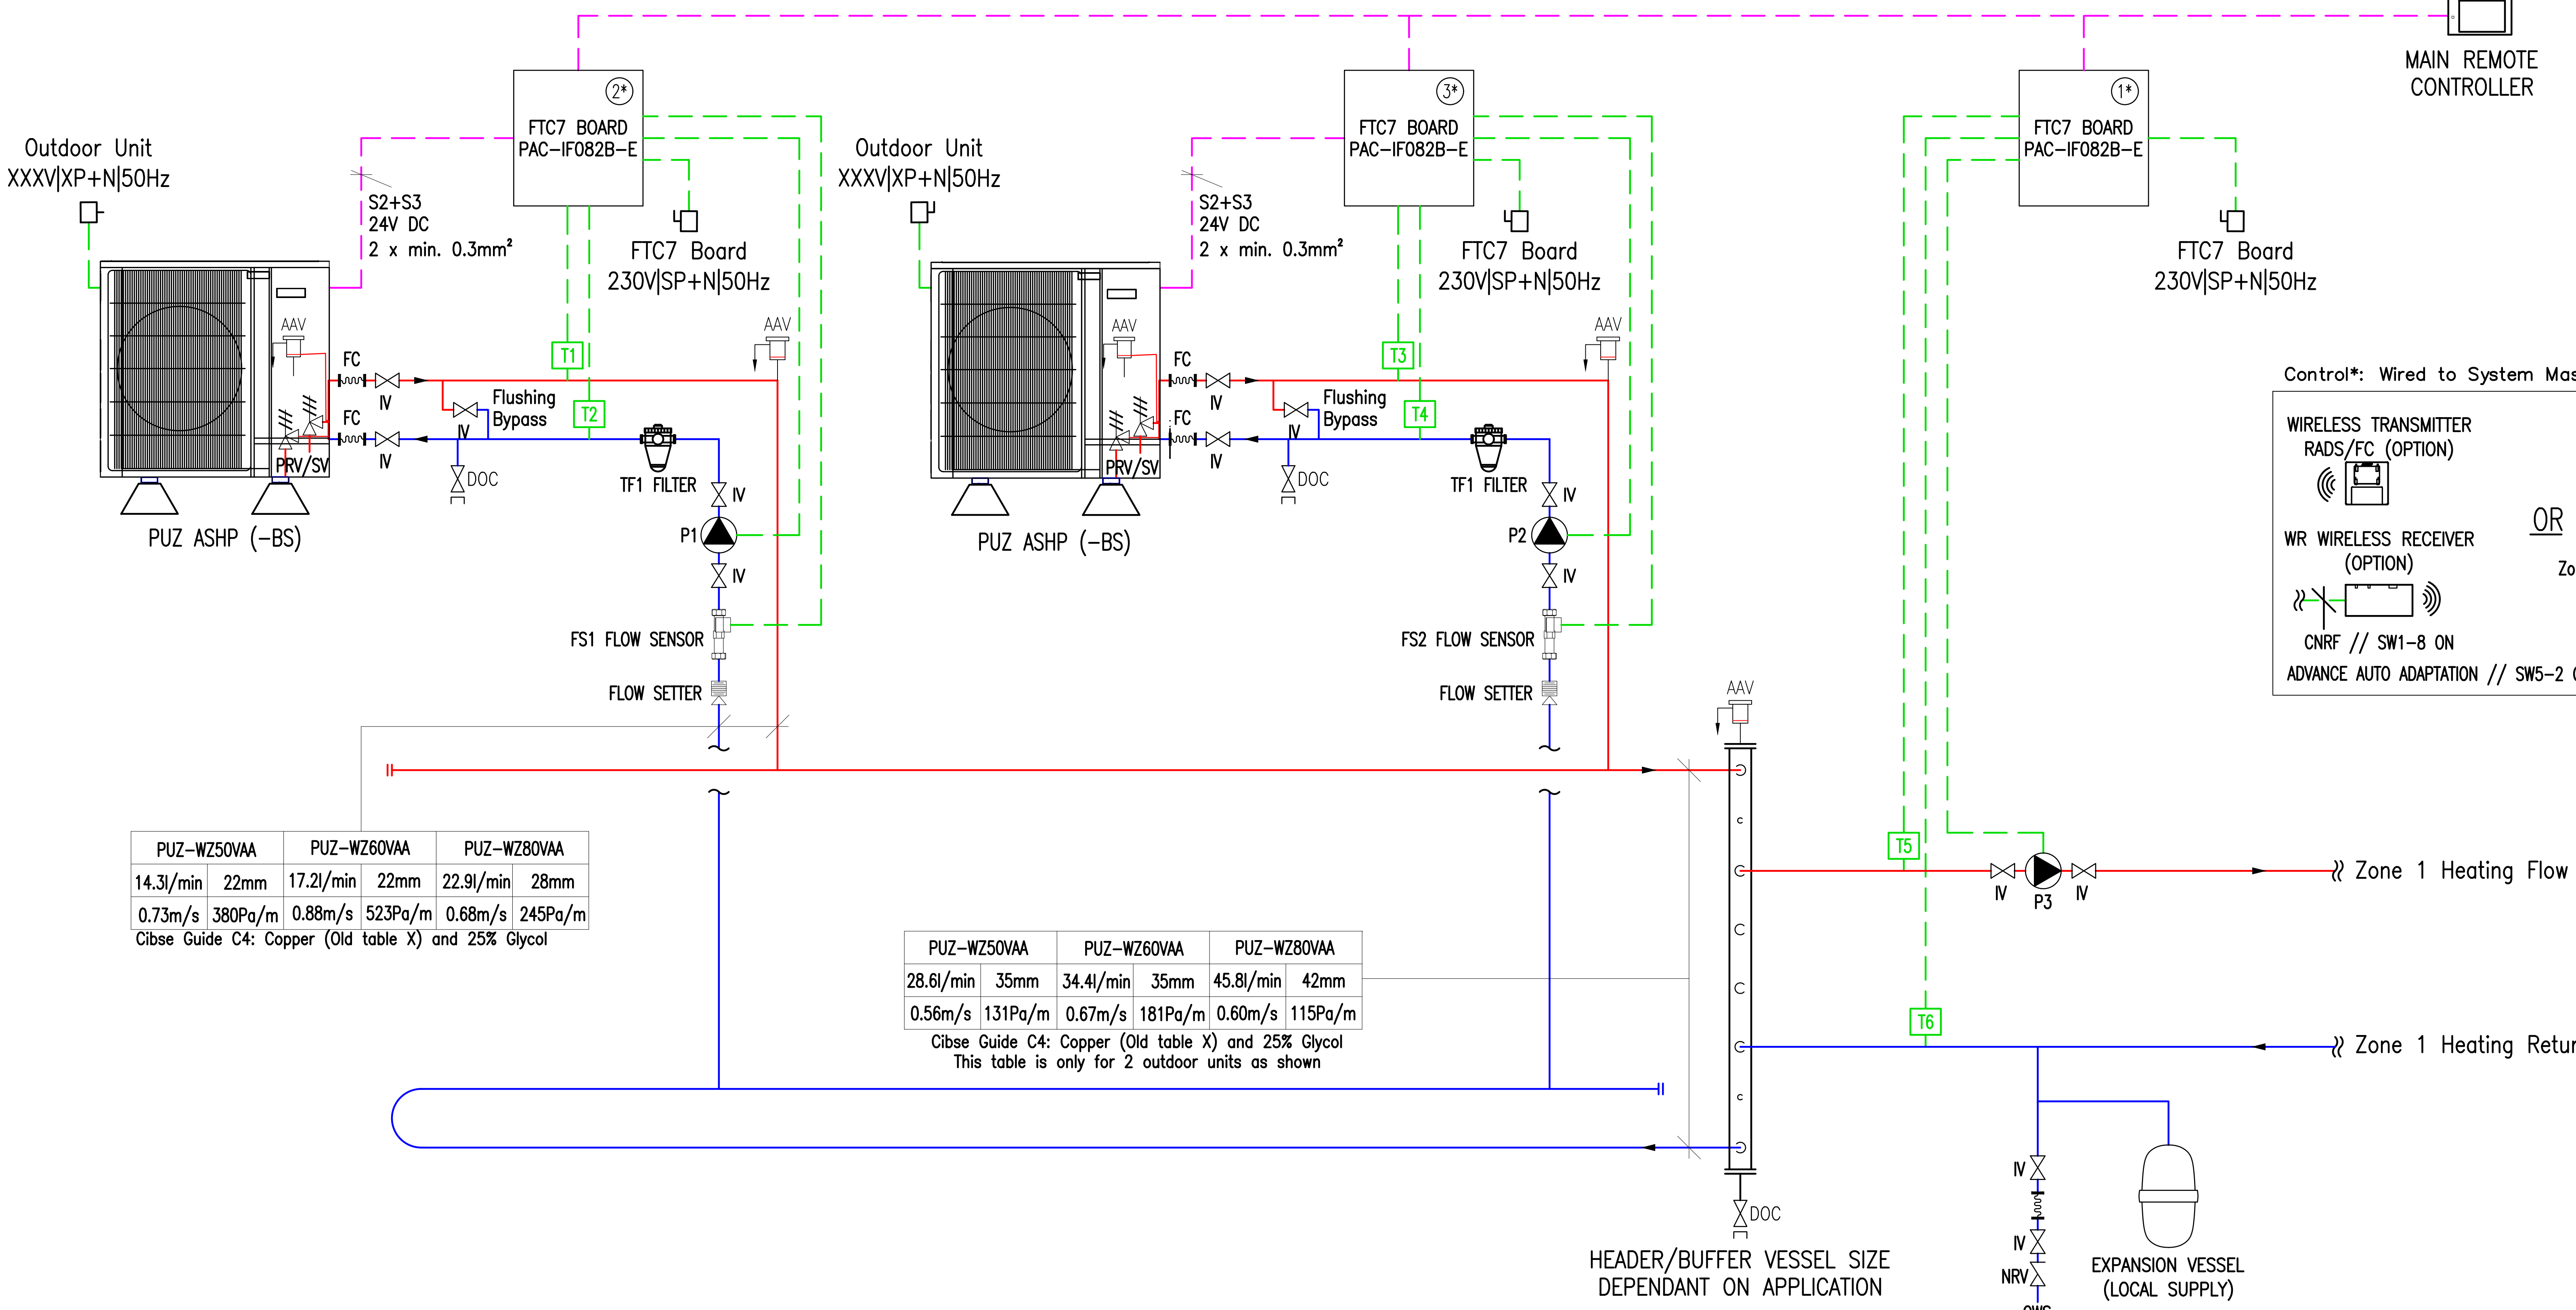 MAIN REMOTE
CONTROLLER
2*
FTC7 BOARD
PAC-IF082B-E
3*
FTC7 BOARD
PAC-IF082B-E
1*
FTC7 BOARD
PAC-IF082B-E
Outdoor Unit
XXXV|XP+N|50Hz
S2+S3
24V DC
2 x min. 0.3mm²
FTC7 Board
230V|SP+N|50Hz
Outdoor Unit
XXXV|XP+N|50Hz
S2+S3
24V DC
2 x min. 0.3mm²
FTC7 Board
230V|SP+N|50Hz
FTC7 Board
230V|SP+N|50Hz
AAV
FC
IV
FC
IV
PRV/SV
PUZ ASHP (-BS)
T1
T2
AAV
Flushing
Bypass
IV
DOC
TF1 FILTER
IV
P1
IV
FS1 FLOW SENSOR
FLOW SETTER
AAV
FC
IV
FC
IV
PRV/SV
PUZ ASHP (-BS)
T3
T4
AAV
Flushing
Bypass
IV
DOC
TF1 FILTER
IV
P2
IV
FS2 FLOW SENSOR
FLOW SETTER
Control*: Wired to System Mas
WIRELESS TRANSMITTER
RADS/FC (OPTION)
OR
WR WIRELESS RECEIVER
(OPTION)
Zo
CNRF // SW1-8 ON
ADVANCE AUTO ADAPTATION // SW5-2 O
AAV
PUZ-WZ50VAA PUZ-WZ60VAA PUZ-WZ80VAA
14.3l/min 22mm 17.2l/min 22mm 22.9l/min 28mm
0.73m/s 380Pa/m 0.88m/s 523Pa/m 0.68m/s 245Pa/m
Cibse Guide C4: Copper (Old table X) and 25% Glycol
PUZ-WZ50VAA PUZ-WZ60VAA PUZ-WZ80VAA
28.6l/min 35mm 34.4l/min 35mm 45.8l/min 42mm
0.56m/s 131Pa/m 0.67m/s 181Pa/m 0.60m/s 115Pa/m
Cibse Guide C4: Copper (Old table X) and 25% Glycol
This table is only for 2 outdoor units as shown
T5
IV
P3
IV
Zone 1 Heating Flow
T6
Zone 1 Heating Retur
DOC
HEADER/BUFFER VESSEL SIZE
DEPENDANT ON APPLICATION
IV
IV
NRV
EXPANSION VESSEL
(LOCAL SUPPLY)